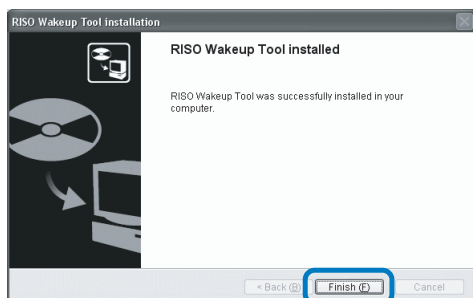 RISO Wakeup Tool installation
RISO Wakeup Tool installed
RISO Wakeup Tool was successfully installed in your
computer.
< Back (B) Finish (F) Cancel